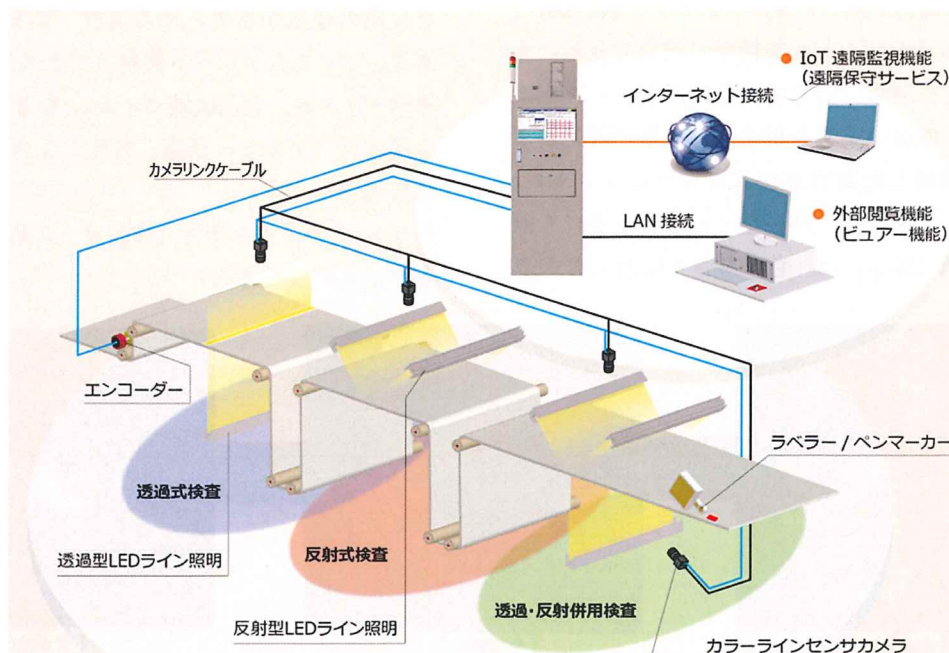 IoT 遠隔監視機能
（遠隔保守サービス）
インターネット接続
カメラリンクケーブル
LAN 接続
外部閲覧機能
（ビュアー機能）
エンコーダー
ラベラー / ペンマーカー
透過式検査
透過型LEDライン照明
反射式検査
反射型LEDライン照明
透過・反射併用検査
カラーラインセンサカメラ